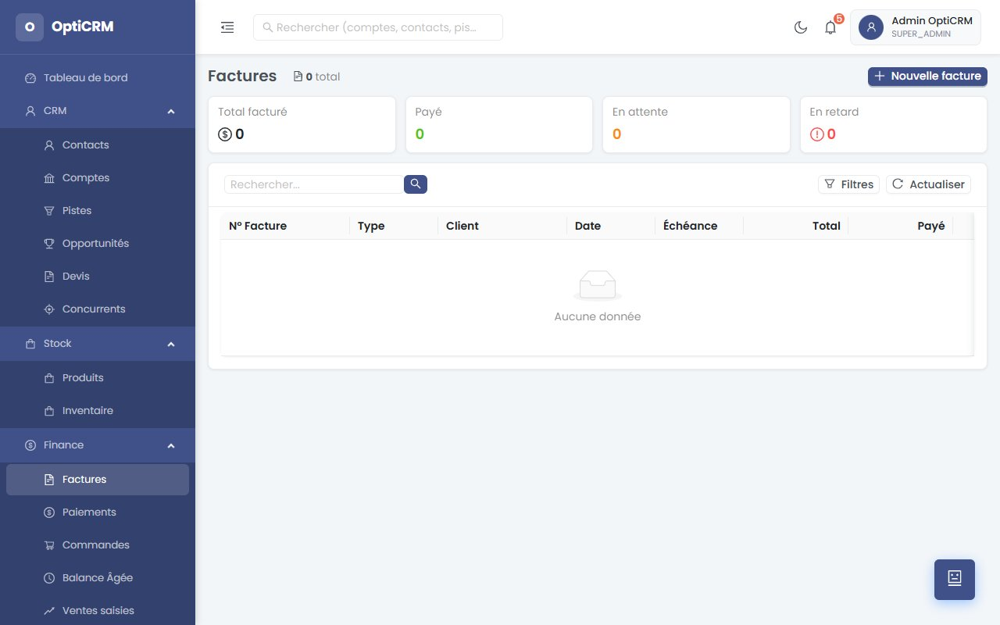 O OptiCRM
Rechercher (comptes, contacts, pis...
5
Admin OptiCRM
SUPER_ADMIN
Tableau de bord
CRM
Contacts
Comptes
Pistes
Opportunités
Devis
Concurrents
Stock
Produits
Inventaire
Finance
Factures
Paiements
Commandes
Balance Âgée
Ventes saisies
Factures 0 total
Nouvelle facture
Total facturé
0
Payé
0
En attente
0
En retard
0
Rechercher...
Filtres
Actualiser
N° Facture Type Client Date Échéance Total Payé
Aucune donnée